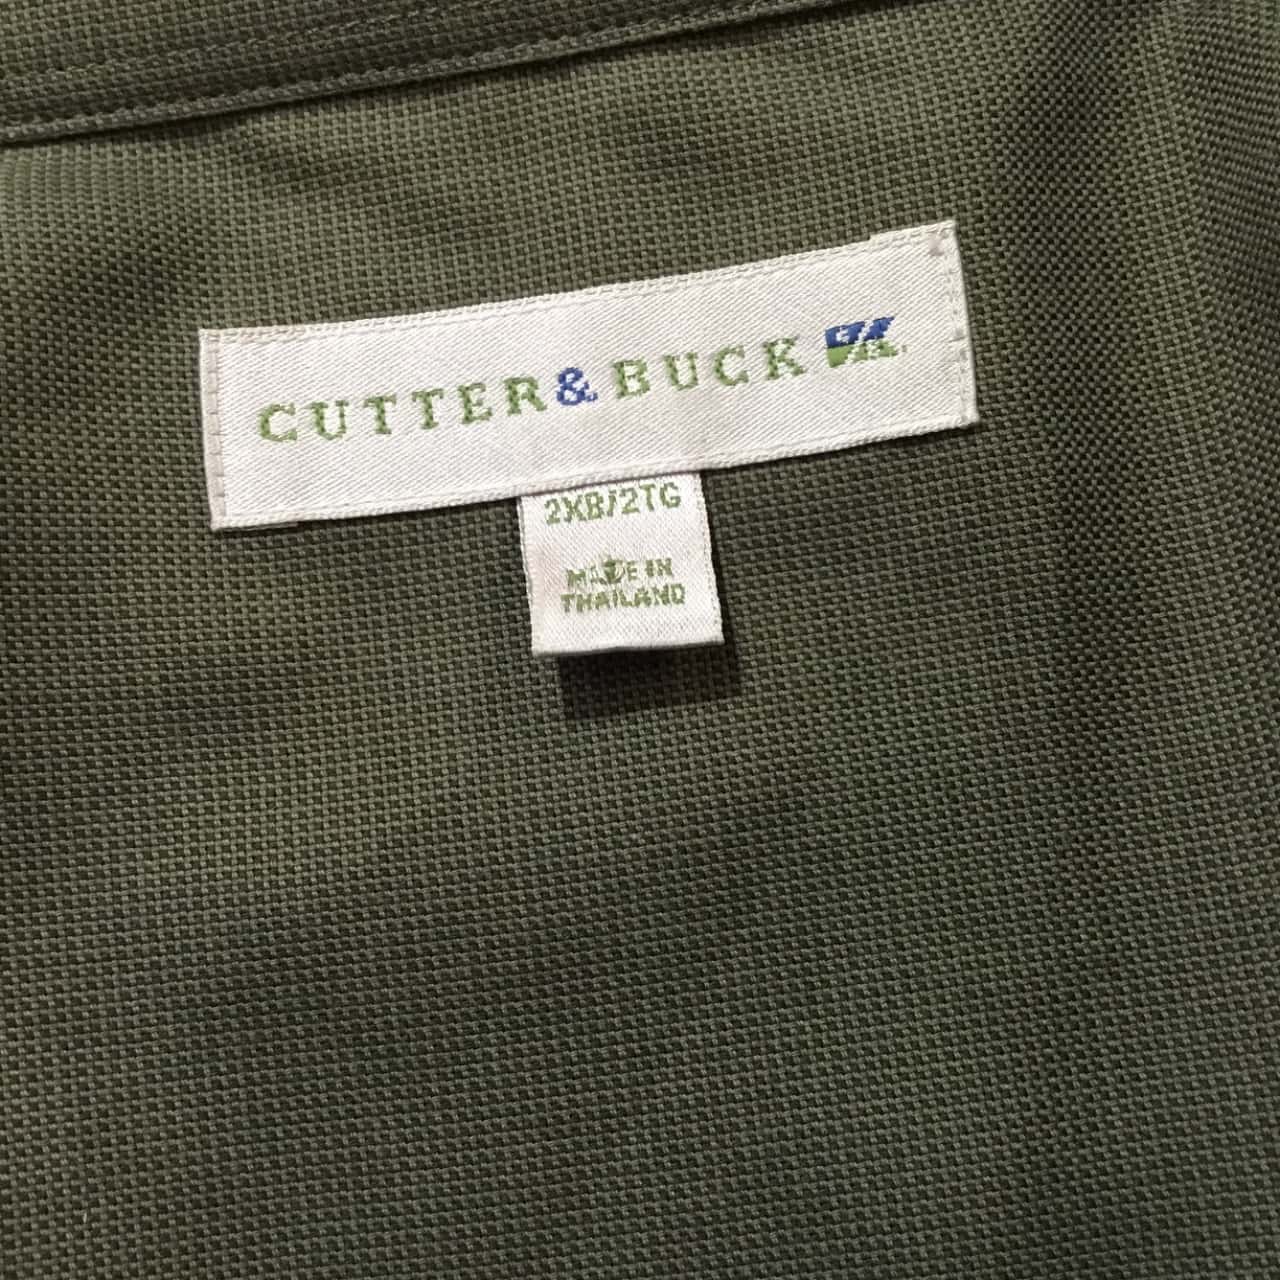 CUTTER & BUCK
2XB/2TG
MADE IN
THAILAND